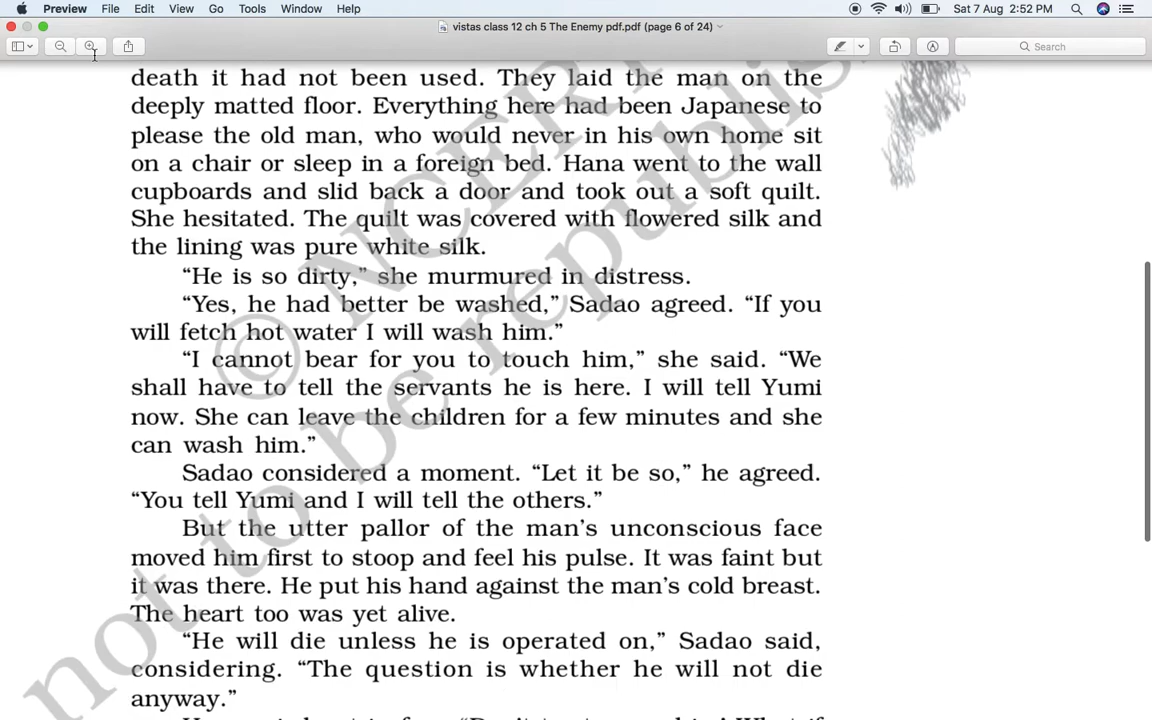 Preview File Edit View Go Tools Window Help Sat 7 Aug 2:52 PM
vistas class 12 ch 5 The Enemy pdf.pdf (page 6 of 24)
Search
death it had not been used. They laid the man on the
deeply matted floor. Everything here had been Japanese to
please the old man, who would never in his own home sit
on a chair or sleep in a foreign bed. Hana went to the wall
cupboards and slid back a door and took out a soft quilt.
She hesitated. The quilt was covered with flowered silk and
the lining was pure white silk.
“He is so dirty,” she murmured in distress.
“Yes, he had better be washed,” Sadao agreed. “If you
will fetch hot water I will wash him.”
“I cannot bear for you to touch him,” she said. “We
shall have to tell the servants he is here. I will tell Yumi
now. She can leave the children for a few minutes and she
can wash him.”
Sadao considered a moment. “Let it be so,” he agreed.
“You tell Yumi and I will tell the others.”
But the utter pallor of the man’s unconscious face
moved him first to stoop and feel his pulse. It was faint but
it was there. He put his hand against the man’s cold breast.
The heart too was yet alive.
“He will die unless he is operated on,” Sadao said,
considering. “The question is whether he will not die
anyway.”
© NCERT
not to be republis